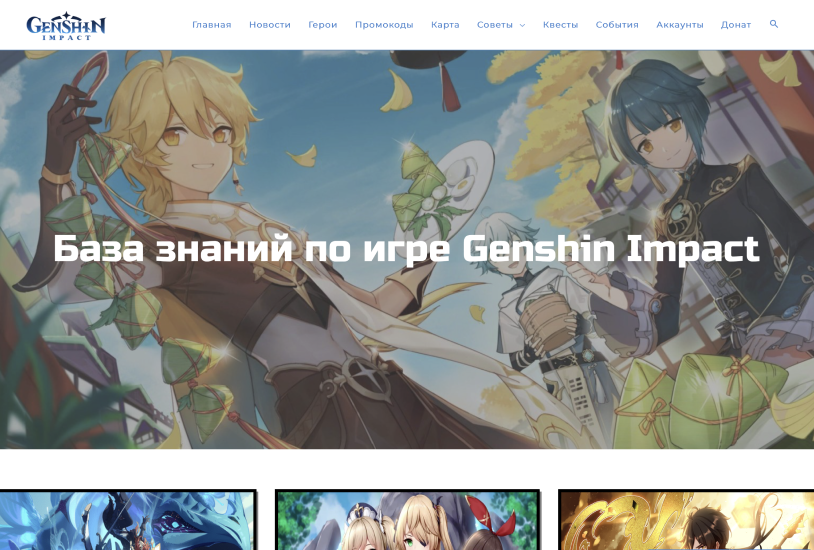 GENSHIN
IMPACT
Главная Новости Герои Промокоды Карта Советы Квесты События Аккаунты Донат
База знаний по игре Genshin Impact